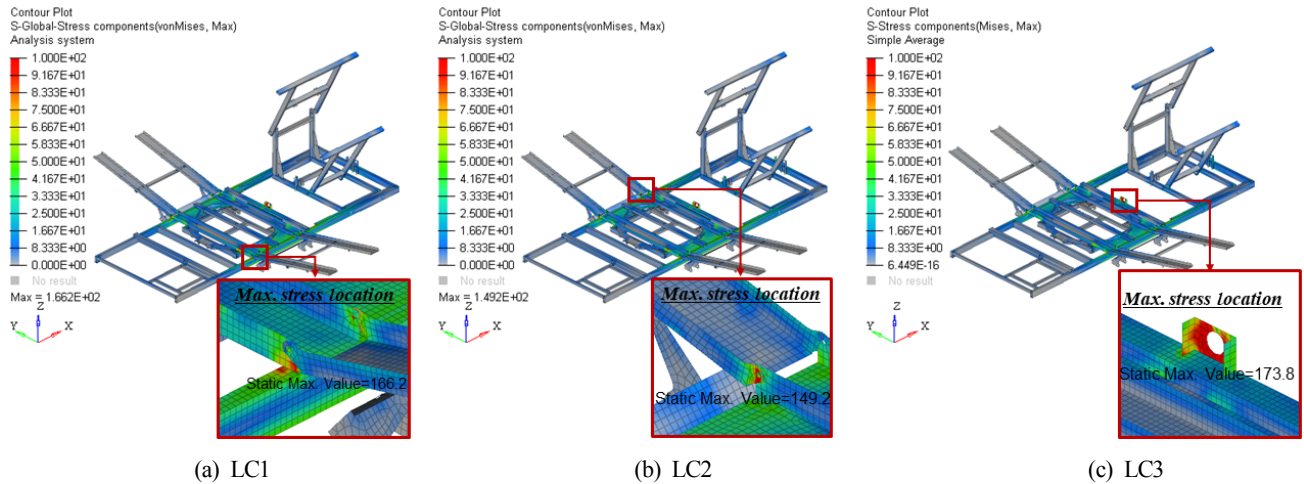 Contour Plot
S-Global-Stress components(vonMises, Max)
Analysis system
1.000E+02
9.167E+01
8.333E+01
7.500E+01
6.667E+01
5.833E+01
5.000E+01
4.167E+01
3.333E+01
2.500E+01
1.667E+01
8.333E+00
0.000E+00
No result
Max = 1.662E+02
Z
Y
X
Max. stress location
Static Max. Value=166.2
(a) LC1
Contour Plot
S-Global-Stress components(vonMises, Max)
Analysis system
1.000E+02
9.167E+01
8.333E+01
7.500E+01
6.667E+01
5.833E+01
5.000E+01
4.167E+01
3.333E+01
2.500E+01
1.667E+01
8.333E+00
0.000E+00
No result
Max = 1.492E+02
Z
Y
X
Max. stress location
Static Max. Value=149.2
(b) LC2
Contour Plot
S-Stress components(Mises, Max)
Simple Average
1.000E+02
9.167E+01
8.333E+01
7.500E+01
6.667E+01
5.833E+01
5.000E+01
4.167E+01
3.333E+01
2.500E+01
1.667E+01
8.333E+00
6.449E-16
No result
Z
Y
X
Max. stress location
Static Max. Value=173.8
(c) LC3